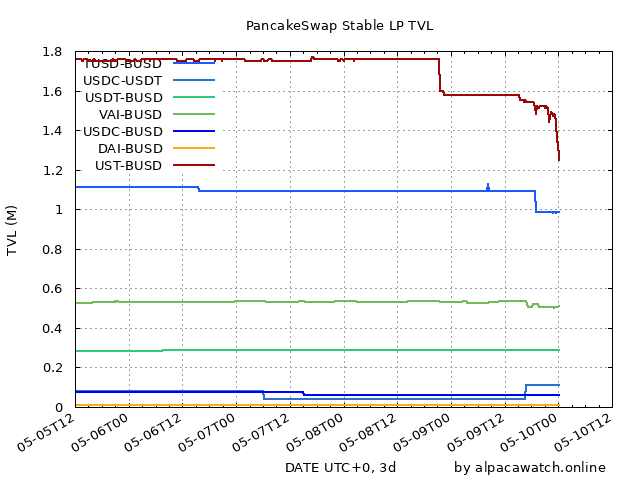 PancakeSwap Stable LP TVL
1.8
1.6
1.4
1.2
1
0.8
0.6
0.4
0.2
0
TVL (M)
TUSD-BUSD
USDC-USDT
USDT-BUSD
VAI-BUSD
USDC-BUSD
DAI-BUSD
UST-BUSD
05-05T12
05-06T00
05-06T12
05-07T00
05-07T12
05-08T00
05-08T12
05-09T00
05-09T12
05-10T00
05-10T12
DATE UTC+0, 3d
by alpacawatch.online